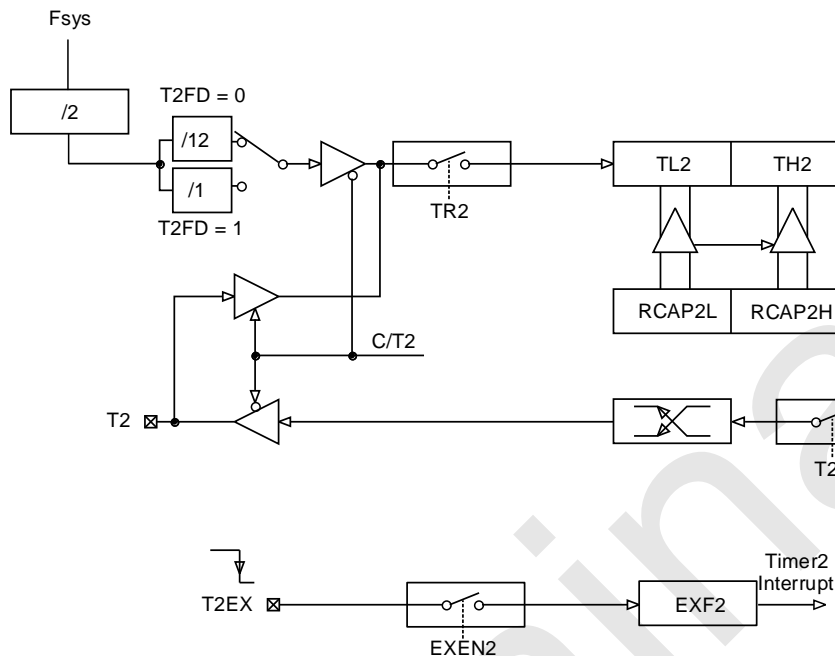 Fsys
/2
T2FD = 0
/12
/1
T2FD = 1
TR2
TL2
TH2
RCAP2L
RCAP2H
C/T2
T2
T2
T2EX
EXEN2
EXF2
Timer2
Interrupt